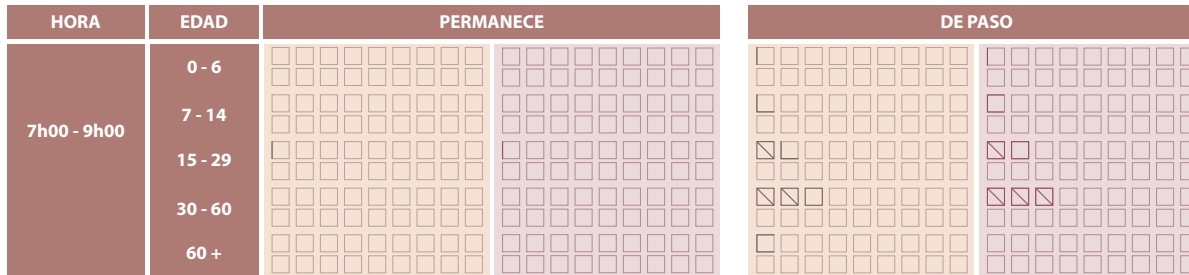 HORA EDAD PERMANECE DE PASO
0 - 6
7 - 14
7h00 - 9h00
15 - 29
30 - 60
60 +